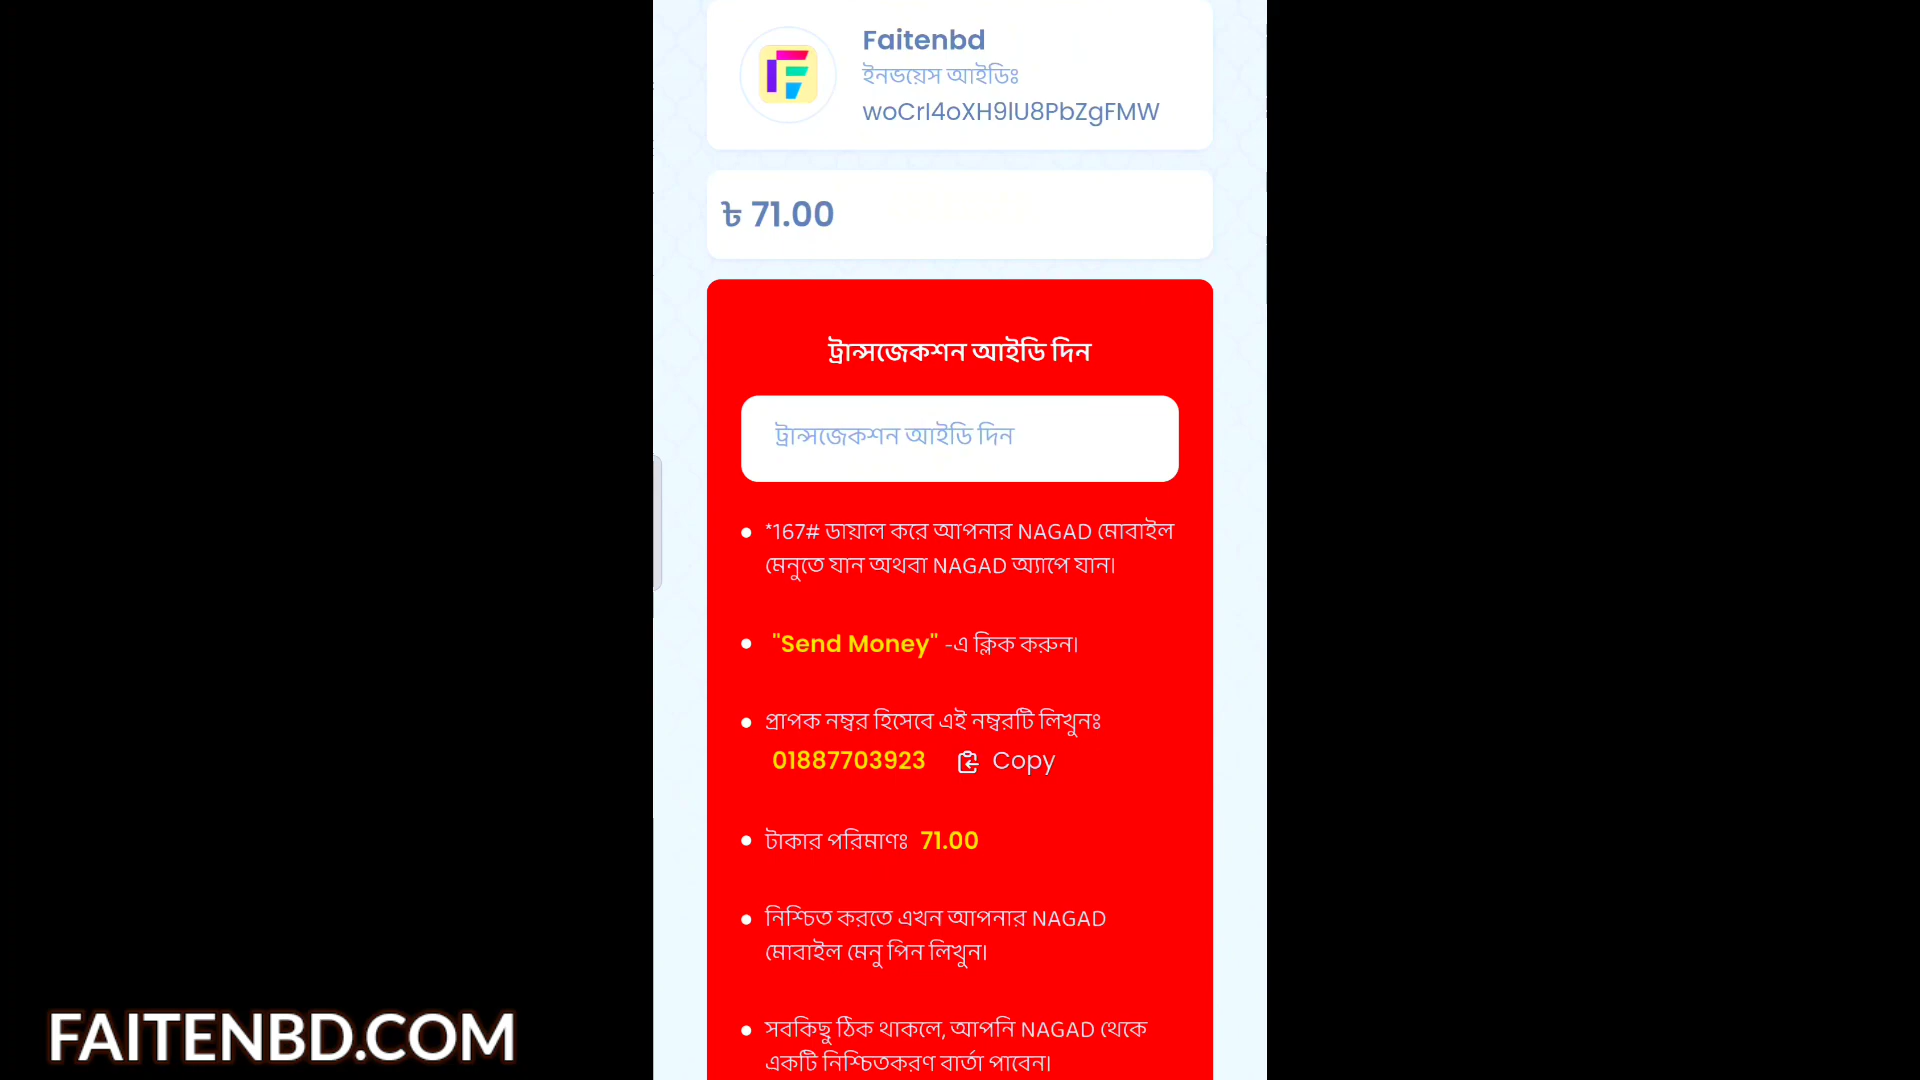 Faitenbd
ইনভয়েস আইডিঃ
woCrI4oXH9lU8PbZgFMW
৳ 71.00
ট্রান্সজেকশন আইডি দিন
ট্রান্সজেকশন আইডি দিন
*167# ডায়াল করে আপনার NAGAD মোবাইল
মেনুতে যান অথবা NAGAD অ্যাপে যান।
"Send Money" -এ ক্লিক করুন।
প্রাপক নম্বর হিসেবে এই নম্বরটি লিখুনঃ
01887703923 Copy
টাকার পরিমাণঃ 71.00
নিশ্চিত করতে এখন আপনার NAGAD
মোবাইল মেনু পিন লিখুন।
সবকিছু ঠিক থাকলে, আপনি NAGAD থেকে
একটি নিশ্চিতকরণ বার্তা পাবেন।
FAITENBD.COM